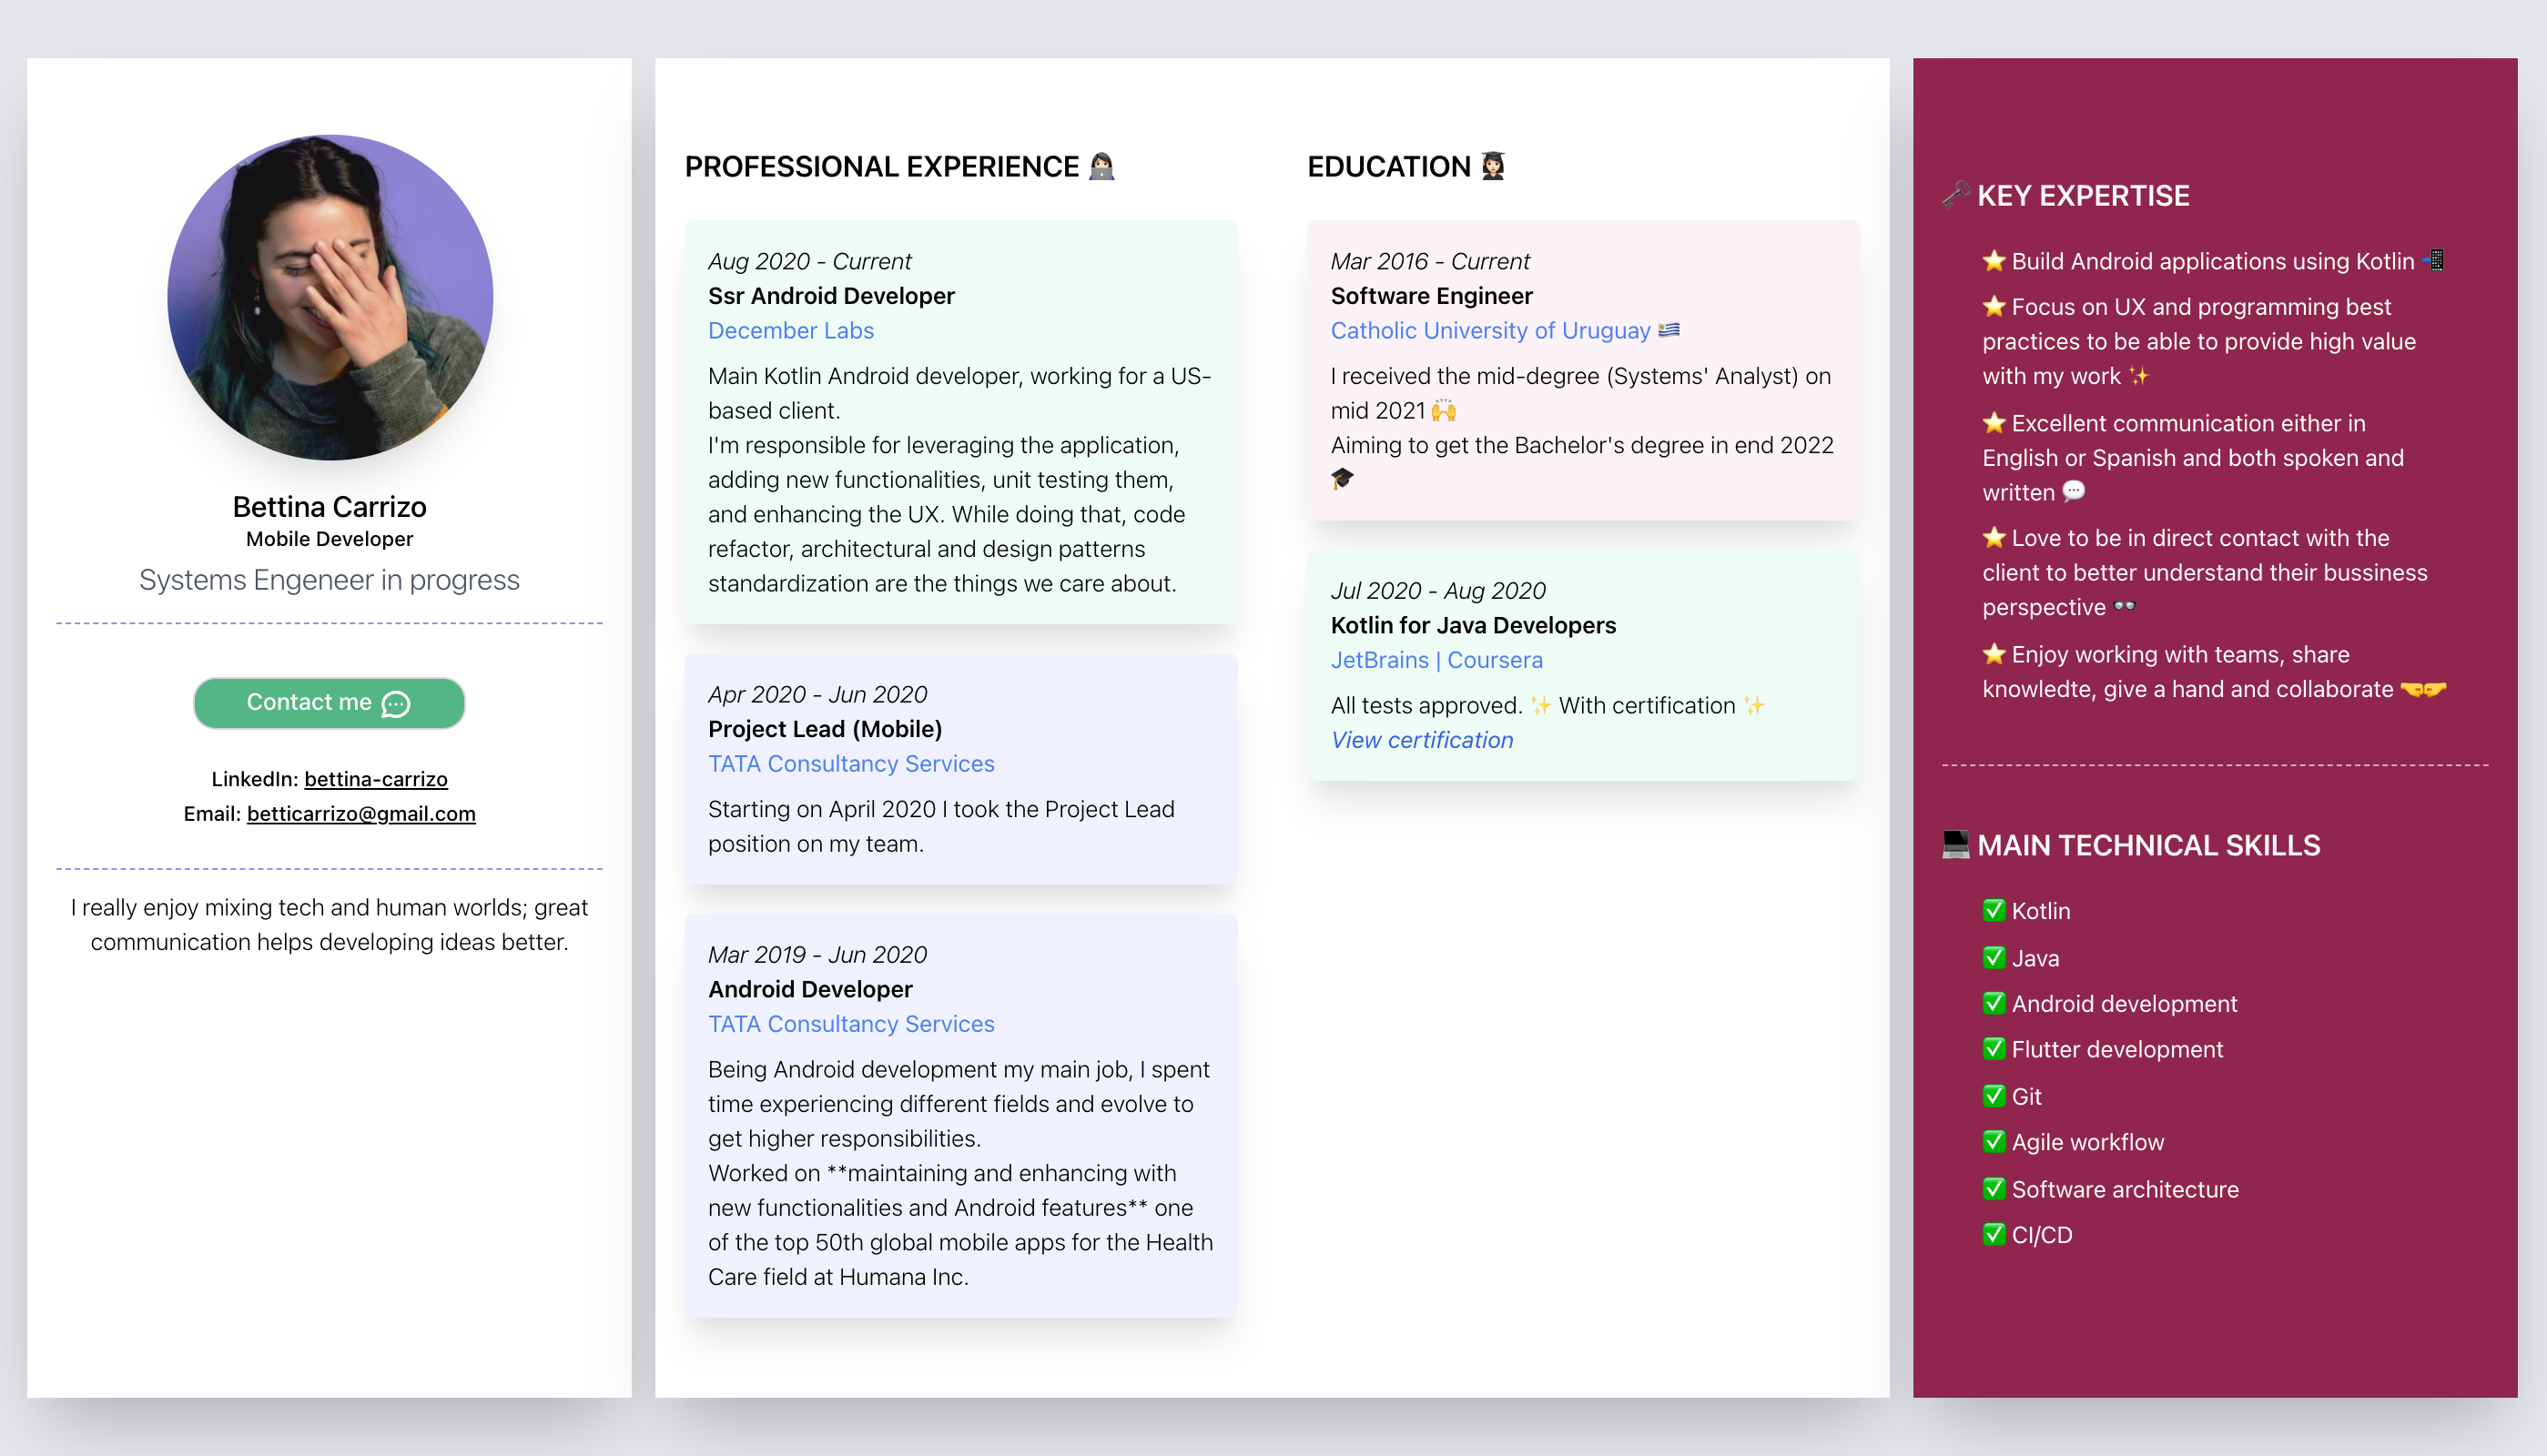 Bettina Carrizo
Mobile Developer
Systems Engeneer in progress
Contact me
LinkedIn: bettina-carrizo
Email: betticarrizo@gmail.com
I really enjoy mixing tech and human worlds; great
communication helps developing ideas better.
PROFESSIONAL EXPERIENCE 👩🏻‍💻
Aug 2020 - Current
Ssr Android Developer
December Labs
Main Kotlin Android developer, working for a US-
based client.
I'm responsible for leveraging the application,
adding new functionalities, unit testing them,
and enhancing the UX. While doing that, code
refactor, architectural and design patterns
standardization are the things we care about.
Apr 2020 - Jun 2020
Project Lead (Mobile)
TATA Consultancy Services
Starting on April 2020 I took the Project Lead
position on my team.
Mar 2019 - Jun 2020
Android Developer
TATA Consultancy Services
Being Android development my main job, I spent
time experiencing different fields and evolve to
get higher responsibilities.
Worked on **maintaining and enhancing with
new functionalities and Android features** one
of the top 50th global mobile apps for the Health
Care field at Humana Inc.
EDUCATION 👩🏻‍🎓
Mar 2016 - Current
Software Engineer
Catholic University of Uruguay 🇺🇾
I received the mid-degree (Systems' Analyst) on
mid 2021 🙌
Aiming to get the Bachelor's degree in end 2022
🎓
Jul 2020 - Aug 2020
Kotlin for Java Developers
JetBrains | Coursera
All tests approved. ✨ With certification ✨
View certification
🗝 KEY EXPERTISE
⭐ Build Android applications using Kotlin 📲
⭐ Focus on UX and programming best
practices to be able to provide high value
with my work ✨
⭐ Excellent communication either in
English or Spanish and both spoken and
written 💬
⭐ Love to be in direct contact with the
client to better understand their bussiness
perspective 👓
⭐ Enjoy working with teams, share
knowledte, give a hand and collaborate 🤜🤛
💻 MAIN TECHNICAL SKILLS
✅ Kotlin
✅ Java
✅ Android development
✅ Flutter development
✅ Git
✅ Agile workflow
✅ Software architecture
✅ CI/CD